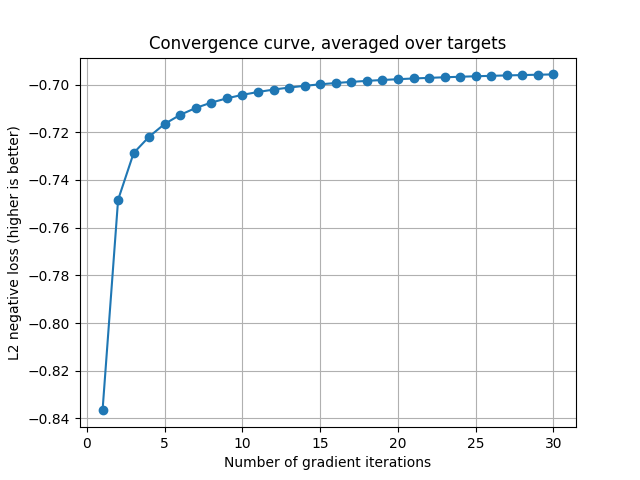 Convergence curve, averaged over targets
L2 negative loss (higher is better)
−0.70
−0.72
−0.74
−0.76
−0.78
−0.80
−0.82
−0.84
0 5 10 15 20 25 30
Number of gradient iterations